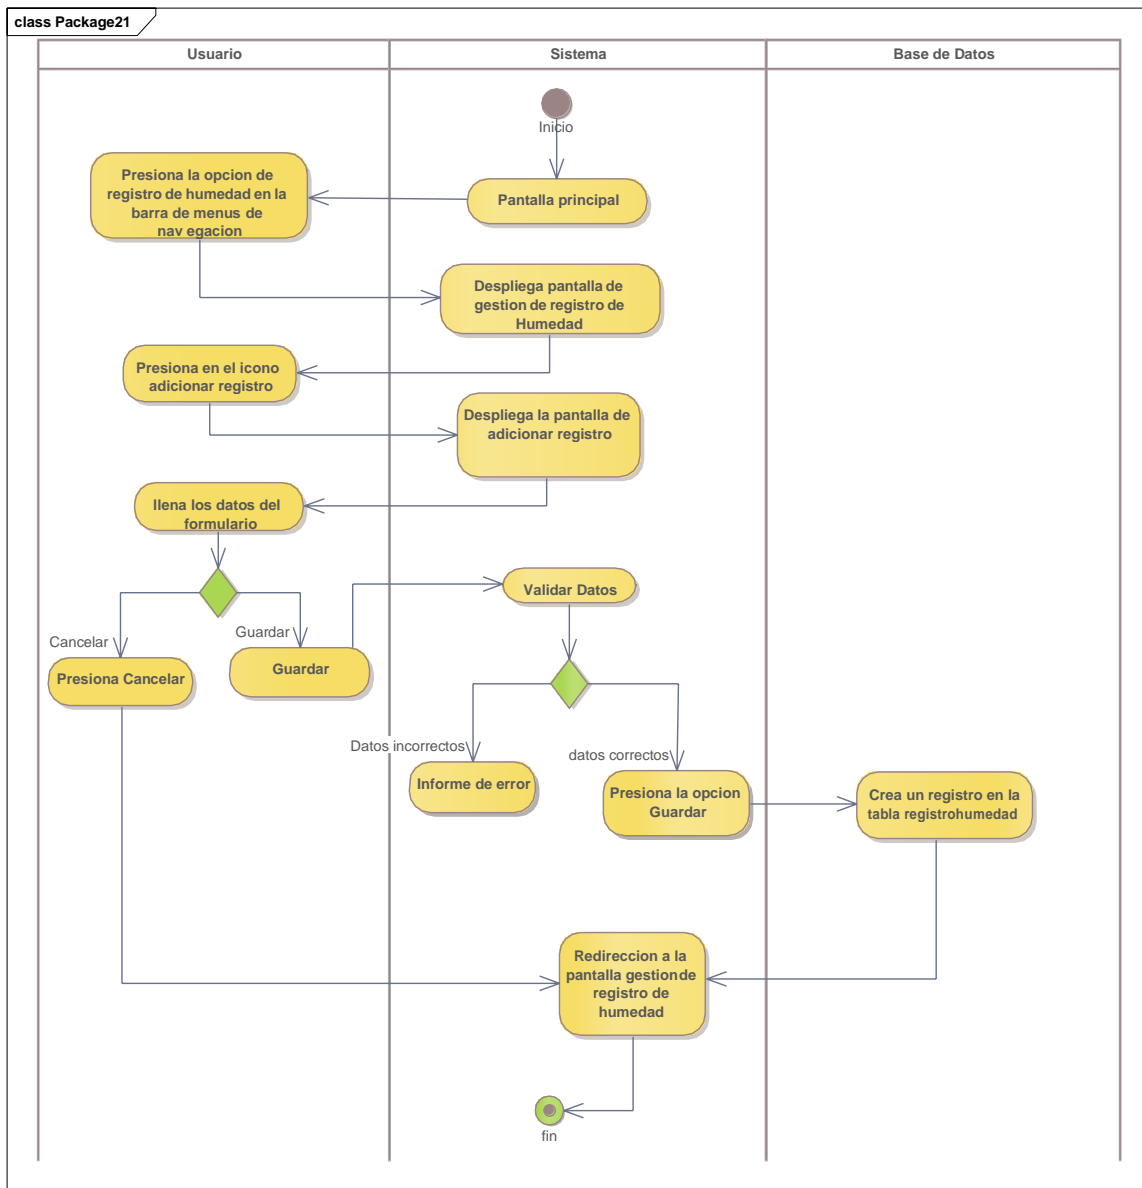 class Package21
Usuario
Sistema
Base de Datos
Inicio
Presiona la opcion de
registro de humedad en la
barra de menus de
nav egacion
Pantalla principal
Despliega pantalla de
gestion de registro de
Humedad
Presiona en el icono
adicionar registro
Despliega la pantalla de
adicionar registro
llena los datos del
formulario
Validar Datos
Cancelar
Guardar
Presiona Cancelar
Guardar
Datos incorrectos
datos correctos
Informe de error
Presiona la opcion
Guardar
Crea un registro en la
tabla registrohumedad
Redireccion a la
pantalla gestion de
registro de
humedad
fin